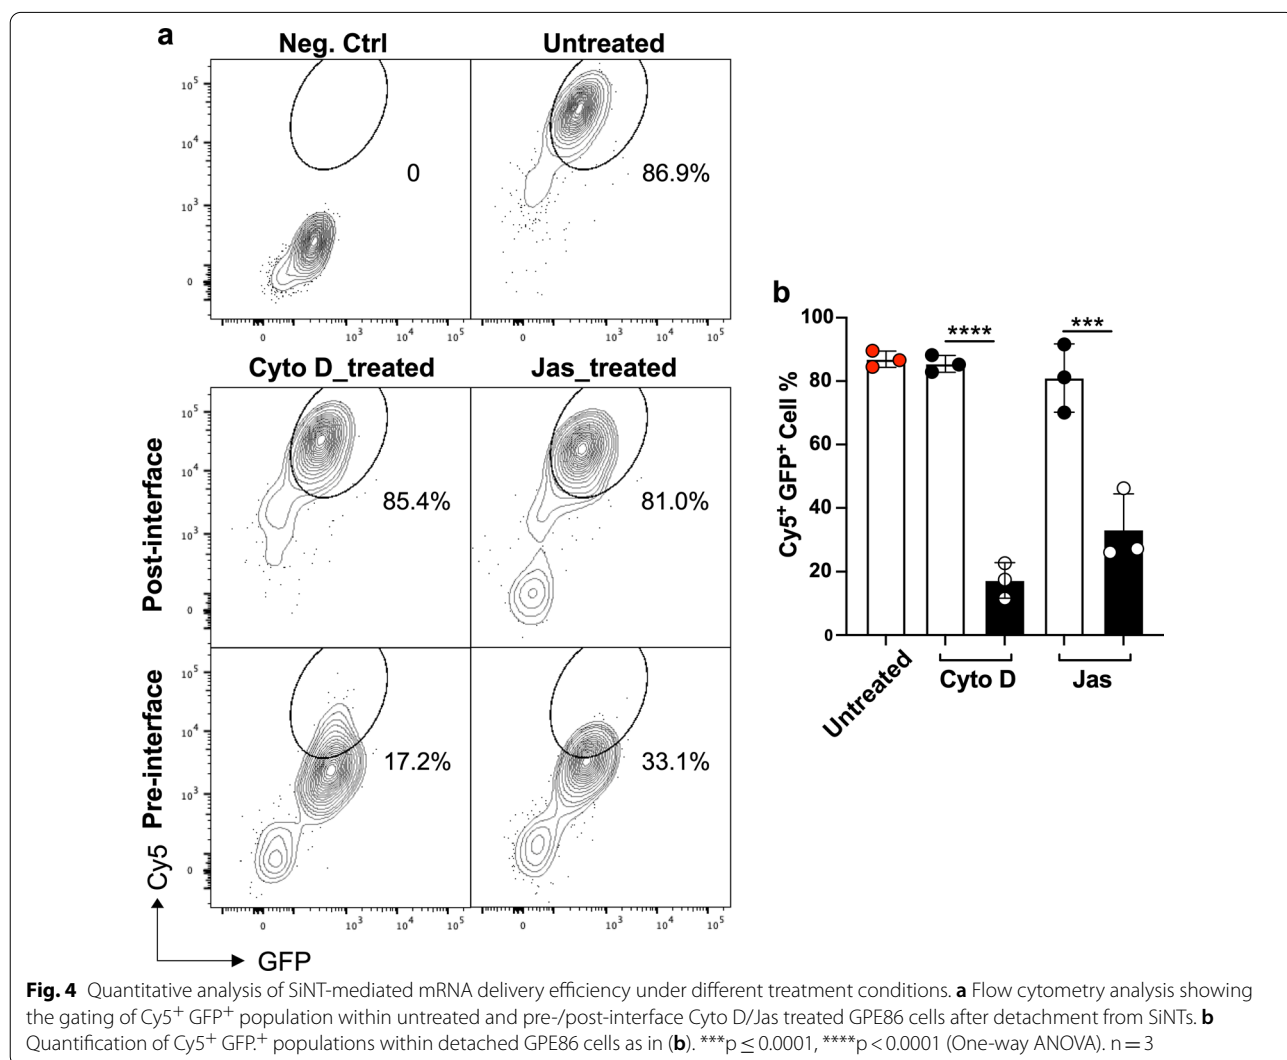 a
Neg. Ctrl Untreated
10⁵
10⁴
10³
0
0
86.9%
0 10³ 10⁴ 10⁵ 0 10³ 10⁴ 10⁵
Cyto D_treated Jas_treated
Post-interface
10⁵
10⁴
10³
0
85.4%
81.0%
Pre-interface
10⁵
10⁴
10³
0
17.2%
33.1%
0 10³ 10⁴ 10⁵ 0 10³ 10⁴ 10⁵
Cy5
GFP
b
Cy5⁺ GFP⁺ Cell %
100
80
60
40
20
0
****
***
Untreated
Cyto D
Jas
Fig. 4 Quantitative analysis of SiNT-mediated mRNA delivery efficiency under different treatment conditions. a Flow cytometry analysis showing
the gating of Cy5⁺ GFP⁺ population within untreated and pre-/post-interface Cyto D/Jas treated GPE86 cells after detachment from SiNTs. b
Quantification of Cy5⁺ GFP.⁺ populations within detached GPE86 cells as in (b). ***p ≤ 0.0001, ****p < 0.0001 (One-way ANOVA). n = 3